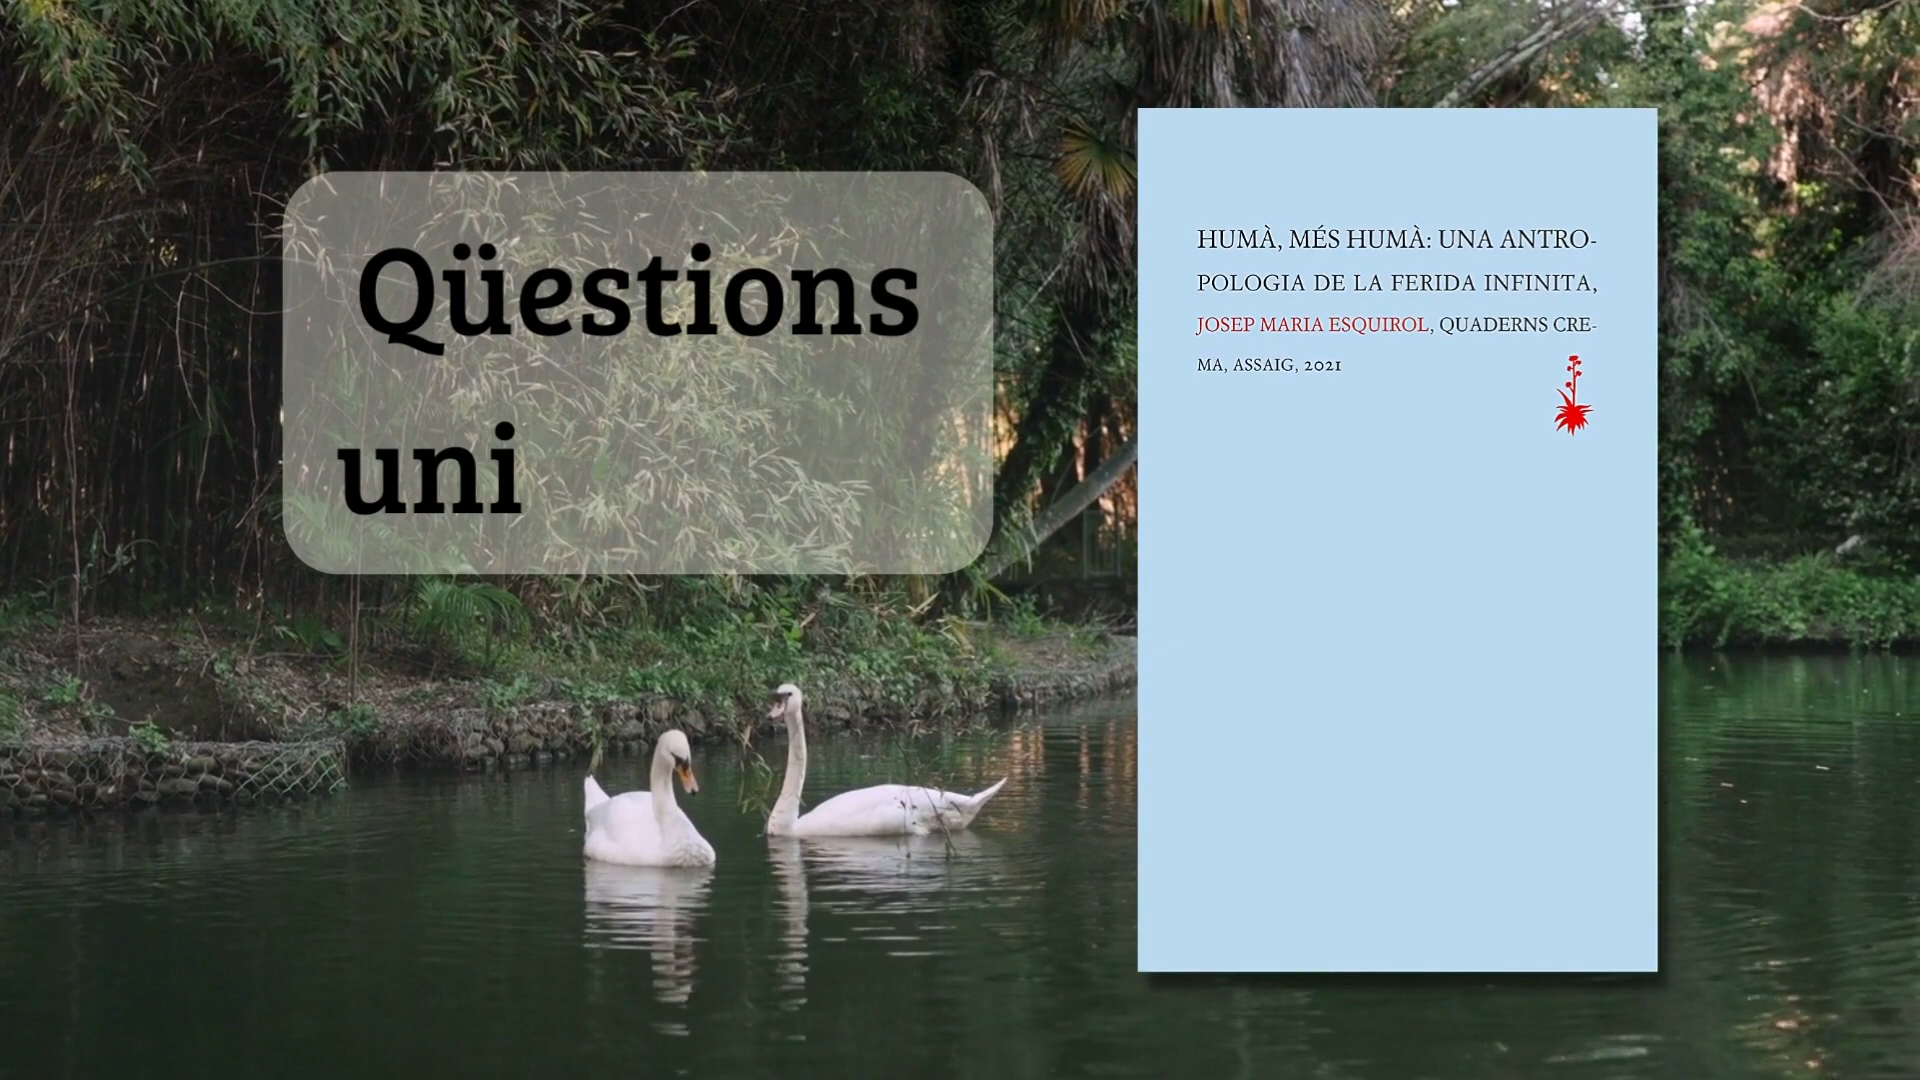 Qüestions
uni
HUMÀ, MÉS HUMÀ: UNA ANTRO-
POLOGIA DE LA FERIDA INFINITA,
JOSEP MARIA ESQUIROL, QUADERNS CRE-
MA, ASSAIG, 2021